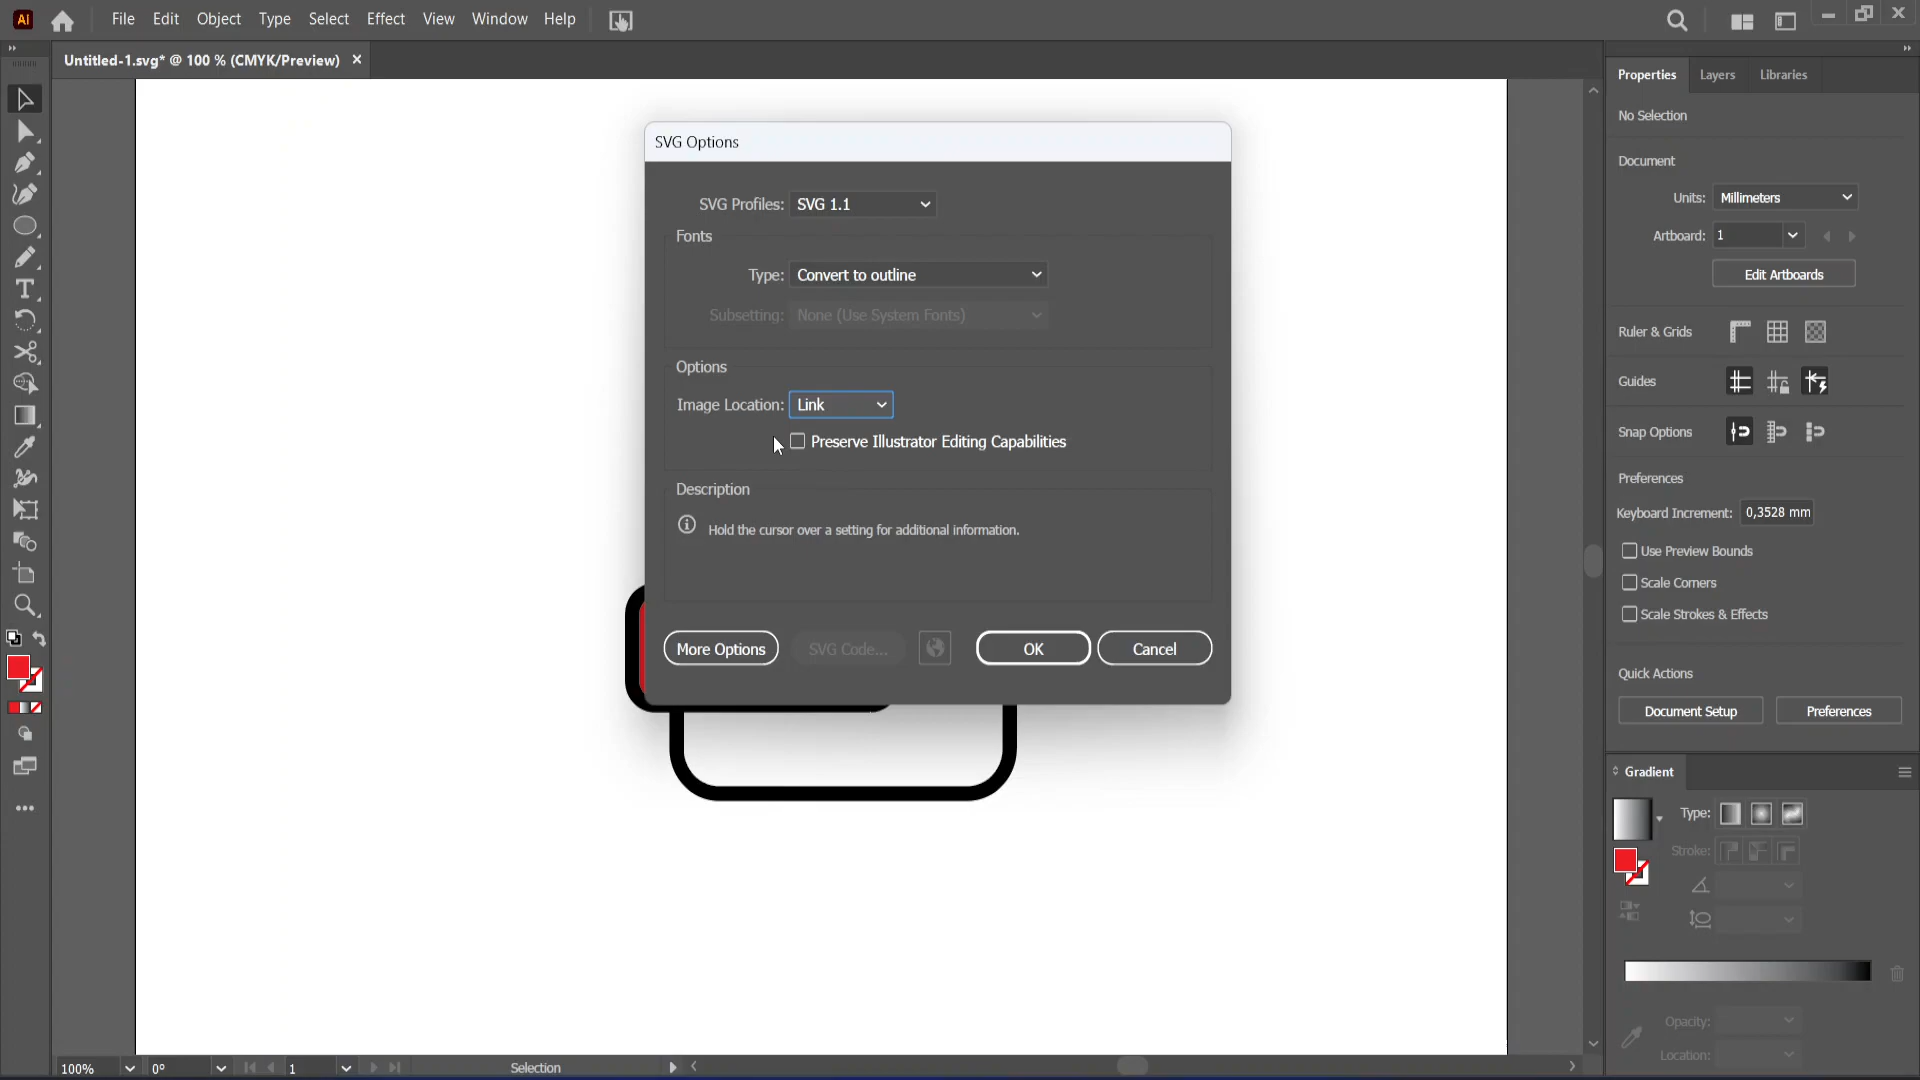 Ai File Edit Object Type Select Effect View Window Help
Untitled-1.svg* @ 100 % (CMYK/Preview) ×
SVG Options
SVG Profiles: SVG 1.1
Fonts
Type: Convert to outline
Subsetting: None (Use System Fonts)
Options
Image Location: Link
Preserve Illustrator Editing Capabilities
Description
Hold the cursor over a setting for additional information.
More Options SVG Code... OK Cancel
Properties Layers Libraries
No Selection
Document
Units: Millimeters
Artboard: 1
Edit Artboards
Ruler & Grids
Guides
Snap Options
Preferences
Keyboard Increment: 0,3528 mm
Use Preview Bounds
Scale Corners
Scale Strokes & Effects
Quick Actions
Document Setup Preferences
Gradient
Type:
Stroke:
Opacity:
Location:
100% 0° 1 Selection